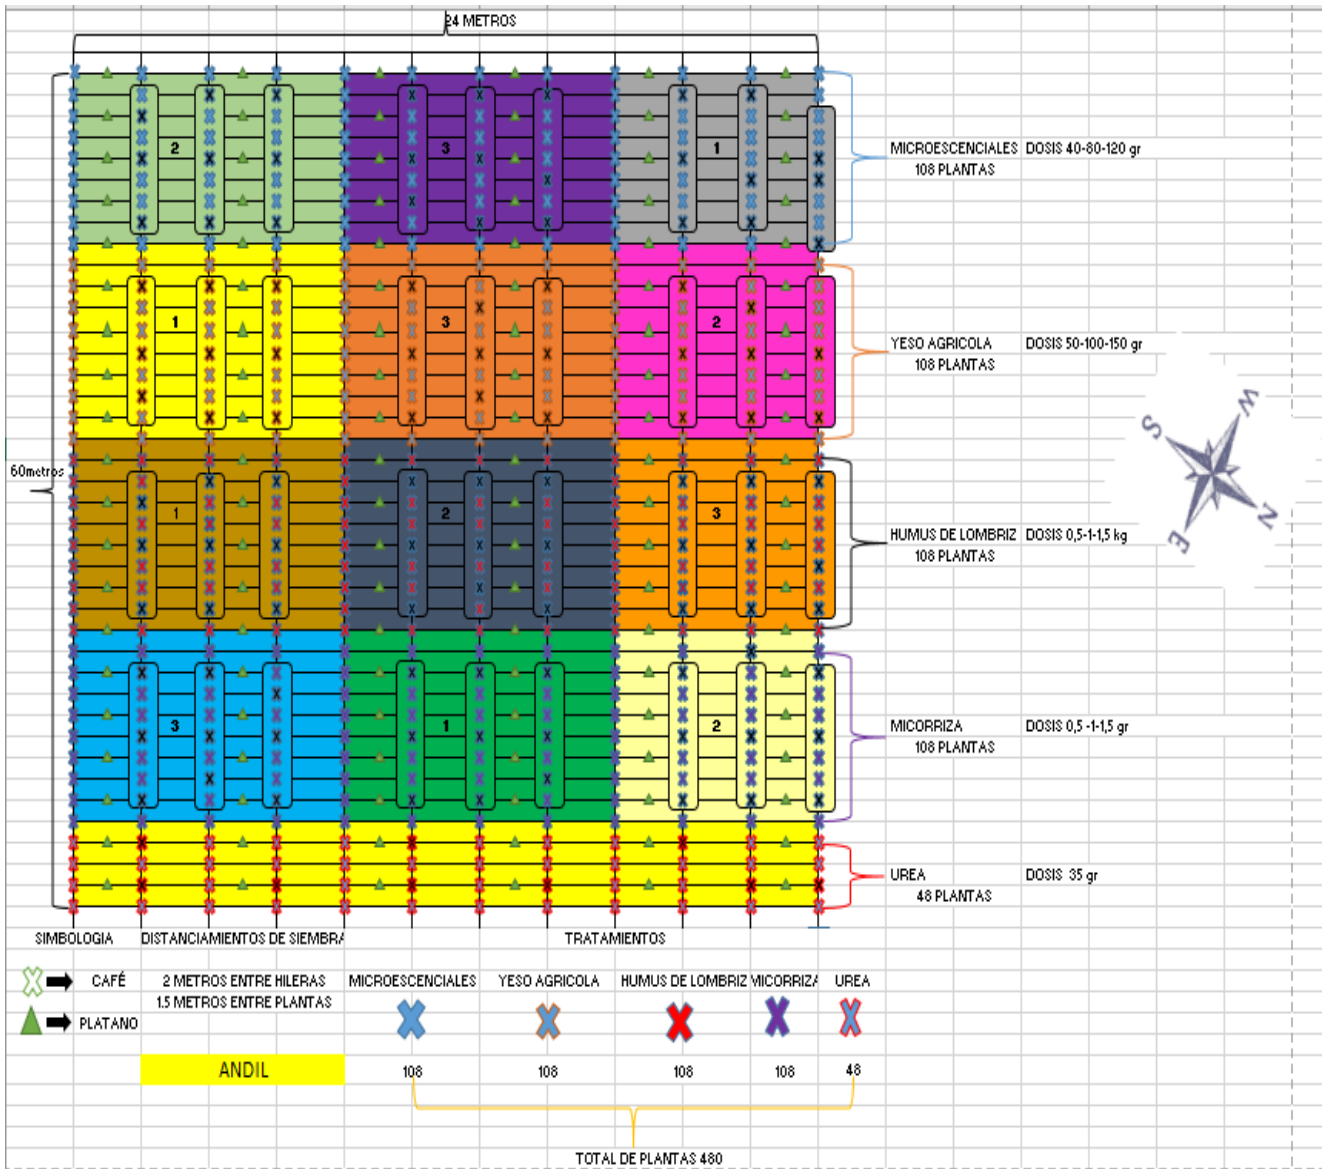 24 METROS
2
3
1
MICROESCENCIALES DOSIS 40-80-120 gr
108 PLANTAS
1
3
2
YESO AGRICOLA DOSIS 50-100-150 gr
108 PLANTAS
W
S
N
E
60metros
1
2
3
HUMUS DE LOMBRIZ DOSIS 0,5-1-1,5 kg
108 PLANTAS
3
1
2
MICORRIZA DOSIS 0,5 -1-1,5 gr
108 PLANTAS
UREA DOSIS 35 gr
48 PLANTAS
SIMBOLOGIA DISTANCIAMIENTOS DE SIEMBRA TRATAMIENTOS
CAFÉ 2 METROS ENTRE HILERAS MICROESCENCIALES YESO AGRICOLA HUMUS DE LOMBRIZ MICORRIZA UREA
1.5 METROS ENTRE PLANTAS
PLATANO
ANDIL 108 108 108 108 48
TOTAL DE PLANTAS 480